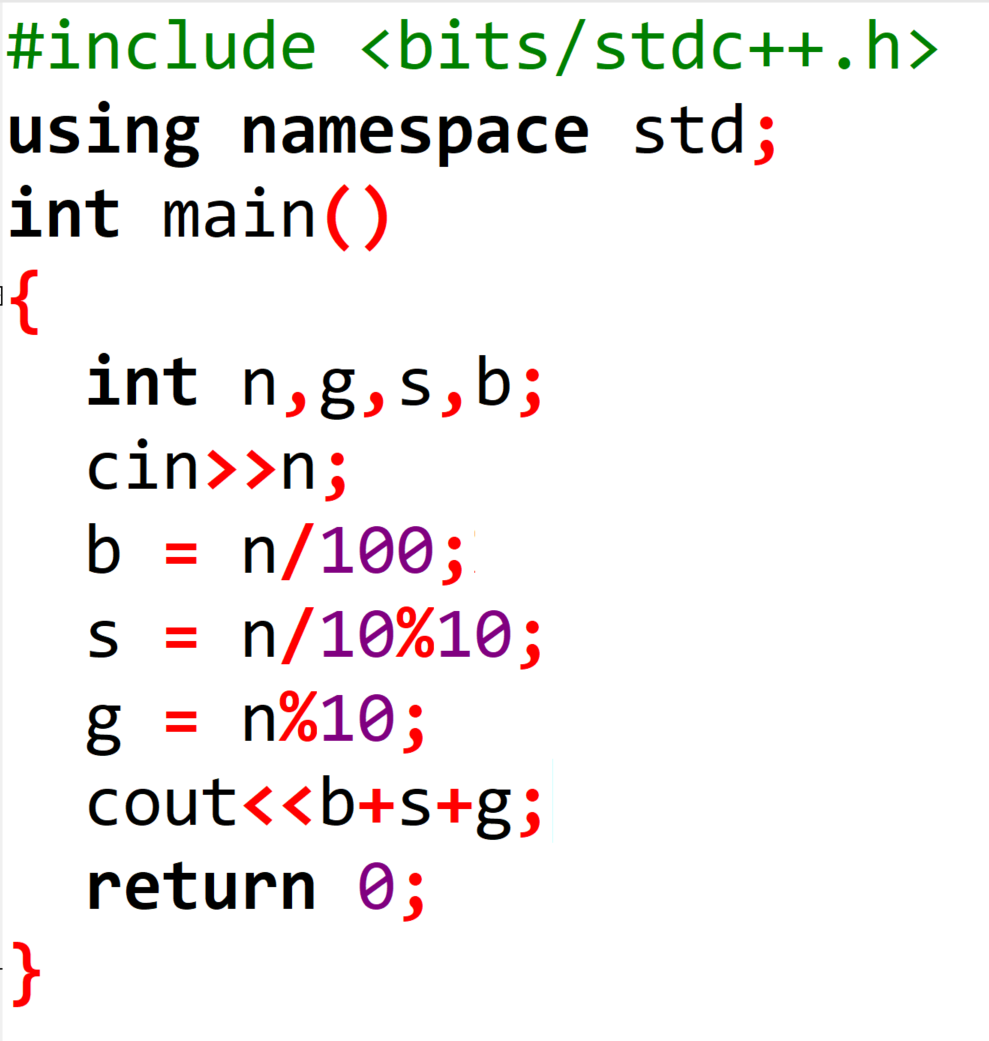 #include <bits/stdc++.h>
using namespace std;
int main()
{
int n,g,s,b;
cin>>n;
b = n/100;
s = n/10%10;
g = n%10;
cout<<b+s+g;
return 0;
}